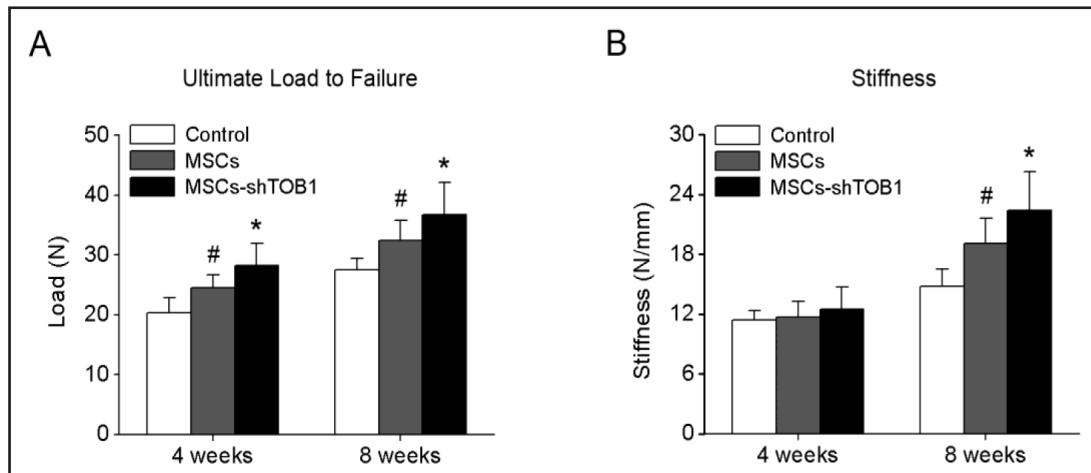 A
Ultimate Load to Failure
Control
MSCs
MSCs-shTOB1
50
40
30
20
10
0
Load (N)
#
*
#
*
4 weeks
8 weeks
B
Stiffness
Control
MSCs
MSCs-shTOB1
30
24
18
12
6
0
Stiffness (N/mm)
#
*
4 weeks
8 weeks